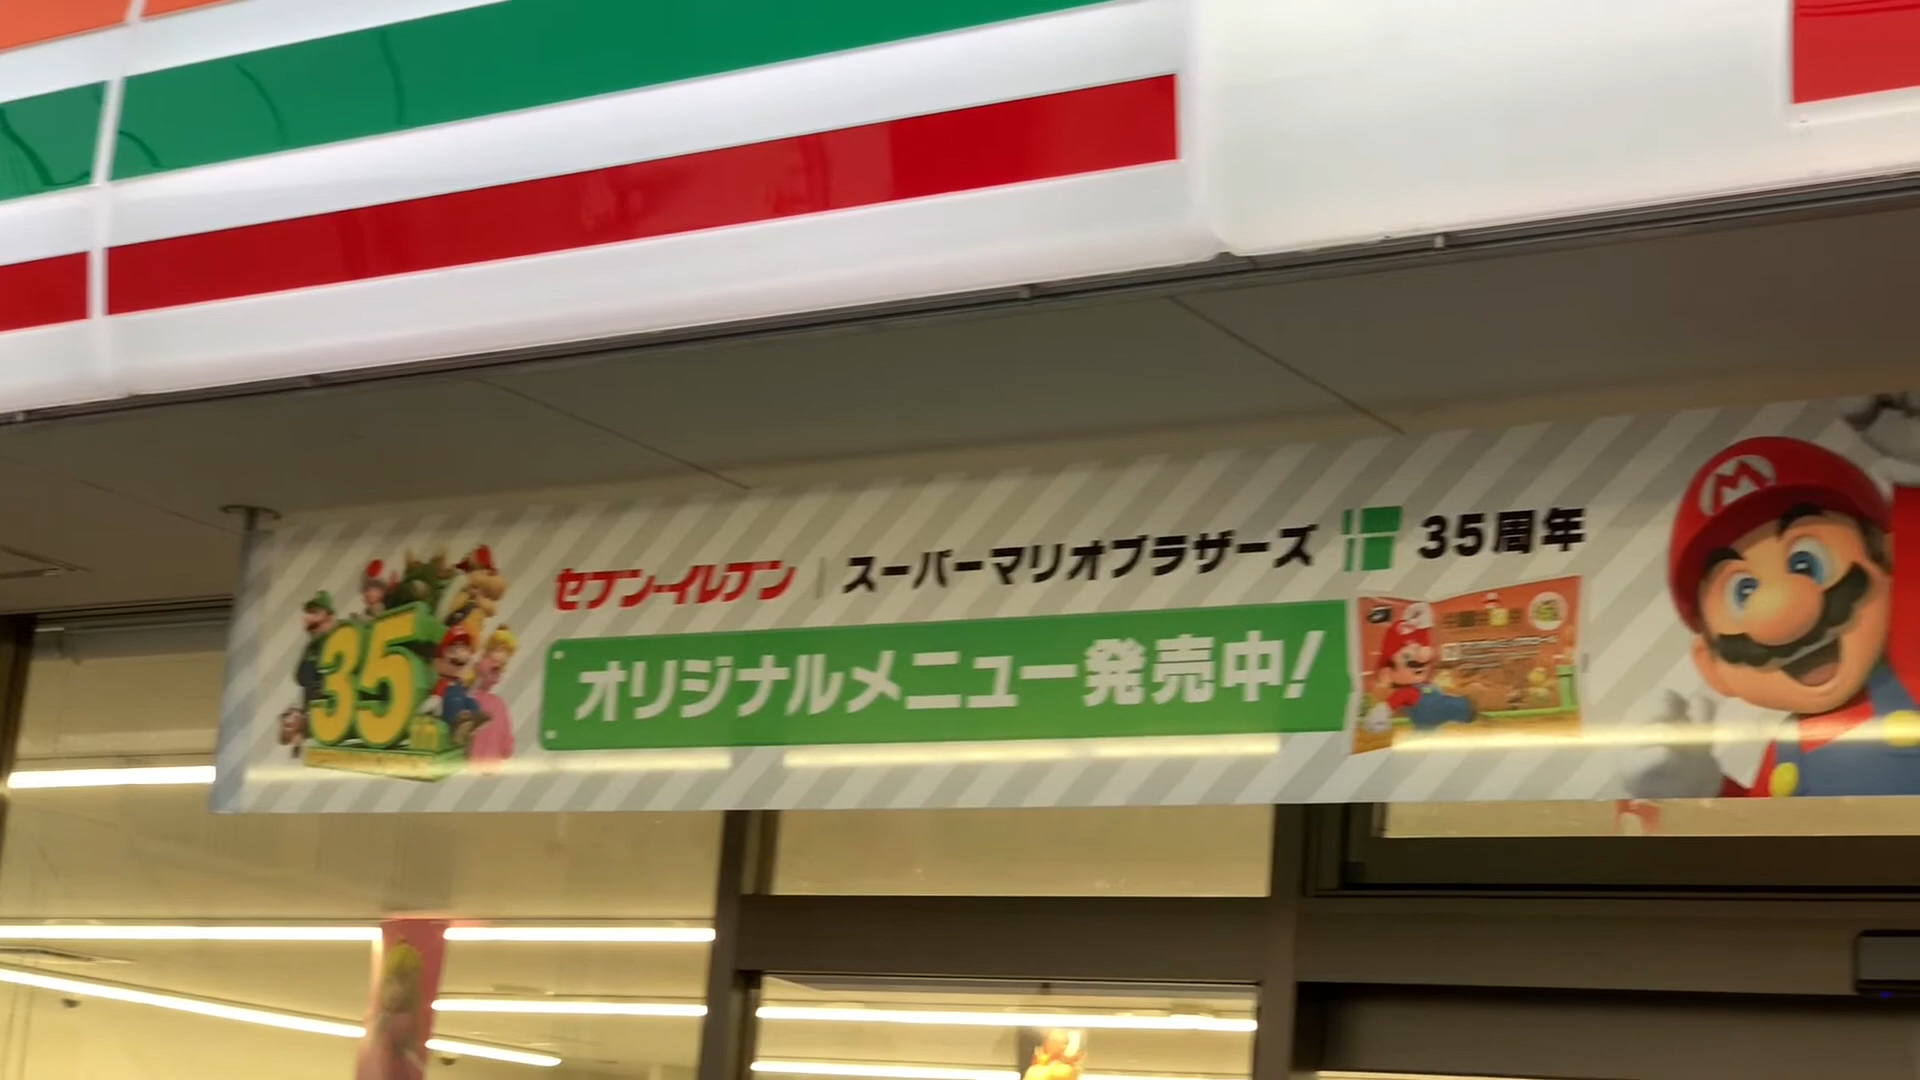 セブン-イレブン | スーパーマリオブラザーズ 35周年
35th
オリジナルメニュー発売中!
M